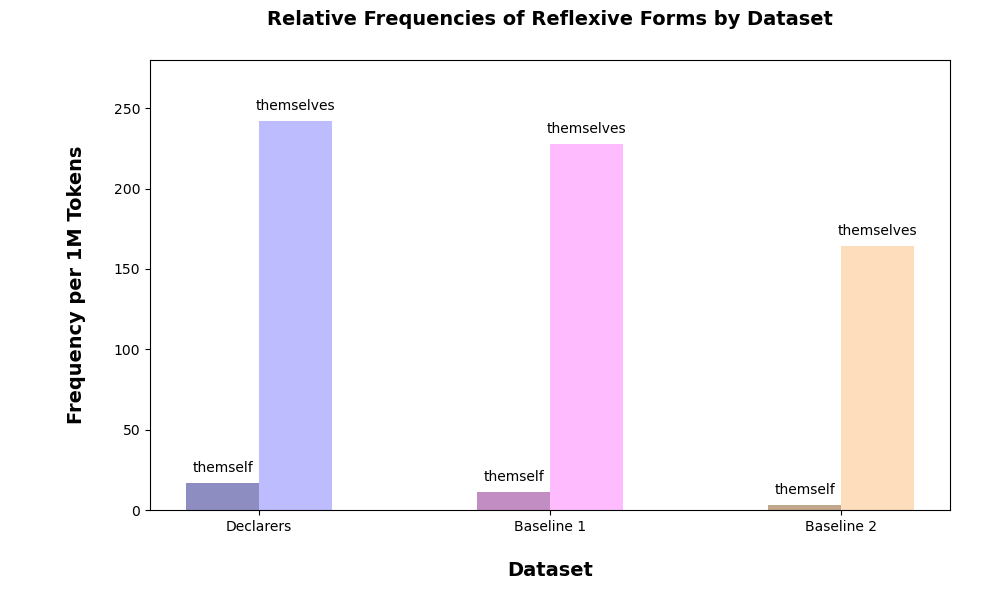 Relative Frequencies of Reflexive Forms by Dataset
Frequency per 1M Tokens
250
200
150
100
50
0
themselves
themself
themselves
themself
themselves
themself
Declarers
Baseline 1
Baseline 2
Dataset